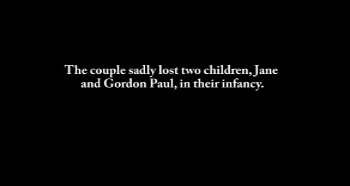 The couple sadly lost two children, Jane
and Gordon Paul, in their infancy.